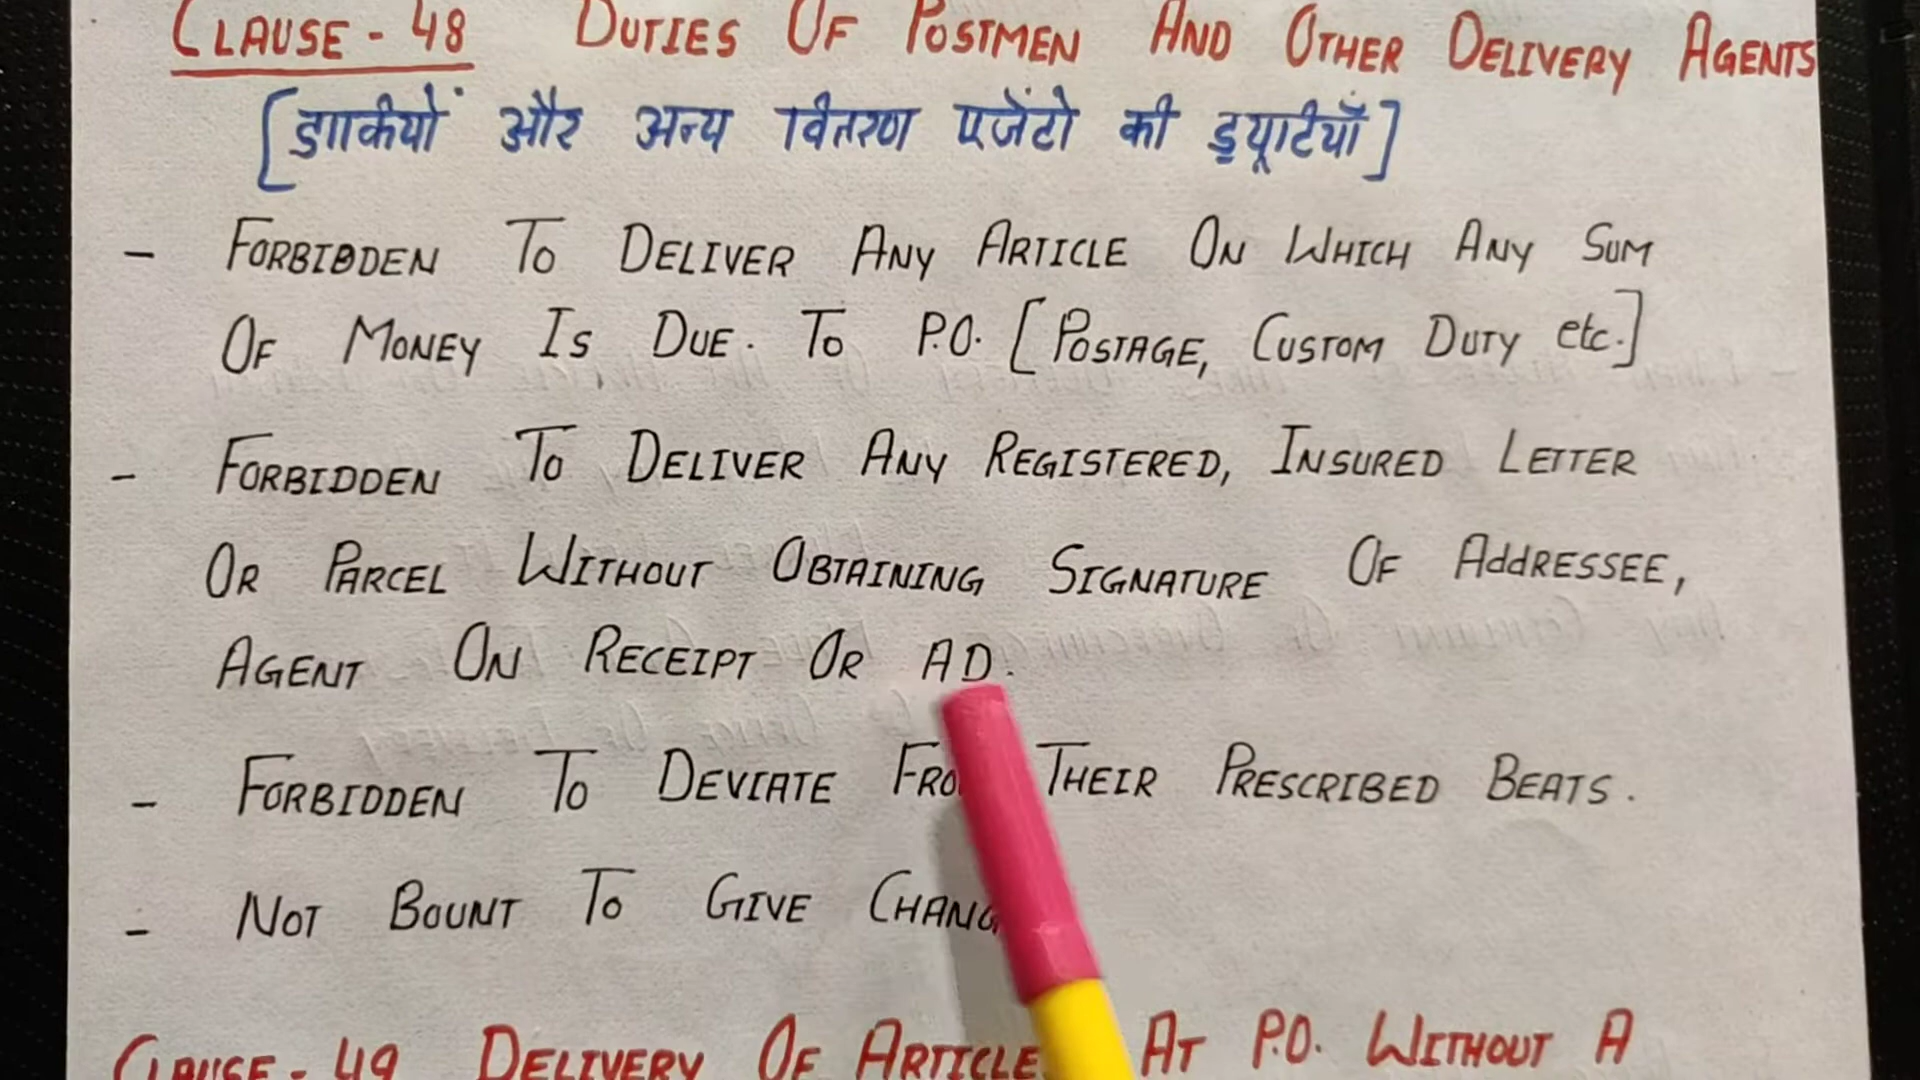 CLAUSE - 48 DUTIES OF POSTMEN AND OTHER DELIVERY AGENTS
[डाकीयों और अन्य वितरण एजेंटो की ड्यूटीयाँ]
- FORBIDDEN TO DELIVER ANY ARTICLE ON WHICH ANY SUM
OF MONEY IS DUE. TO P.O. [POSTAGE, CUSTOM DUTY etc.]
- FORBIDDEN TO DELIVER ANY REGISTERED, INSURED LETTER
OR PARCEL WITHOUT OBTAINING SIGNATURE OF ADDRESSEE,
AGENT ON RECEIPT OR AD.
- FORBIDDEN TO DEVIATE THEIR PRESCRIBED BEATS.
- NOT BOUNT TO GIVE
CLAUSE - 49 DELIVERY OF ARTICLE AT P.O. WITHOUT A